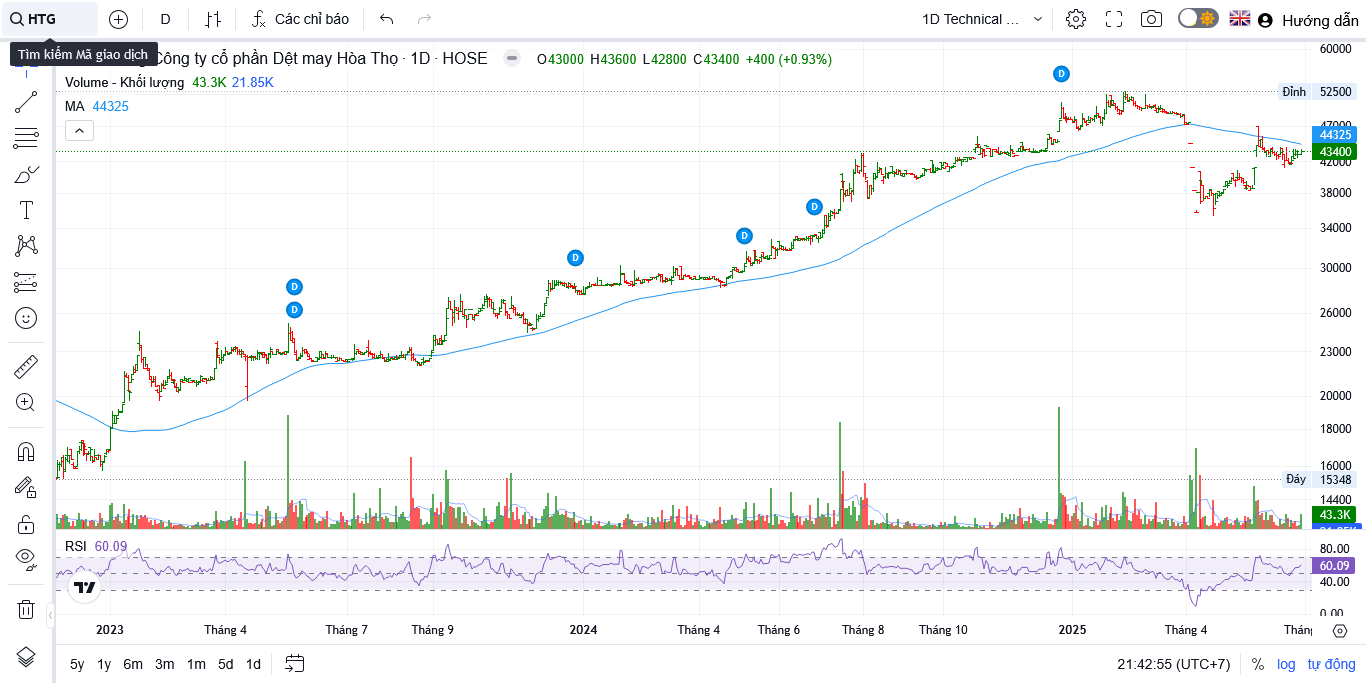 HTG
D
Các chỉ báo
1D Technical ...
Hướng dẫn
Tìm kiếm Mã giao dịch
Công ty cổ phần Dệt may Hòa Thọ · 1D · HOSE
O43000 H43600 L42800 C43400 +400 (+0.93%)
Volume - Khối lượng 43.3K 21.85K
MA 44325
60000
Đỉnh 52500
47000
44325
43400
42000
38000
34000
30000
26000
23000
20000
18000
16000
Đáy 15348
14400
43.3K
D
D
D
D
D
D
RSI 60.09
80.00
60.09
40.00
0.00
2023
Tháng 4
Tháng 7
Tháng 9
2024
Tháng 4
Tháng 6
Tháng 8
Tháng 10
2025
Tháng 4
5y 1y 6m 3m 1m 5d 1d
21:42:55 (UTC+7)
% log tự động